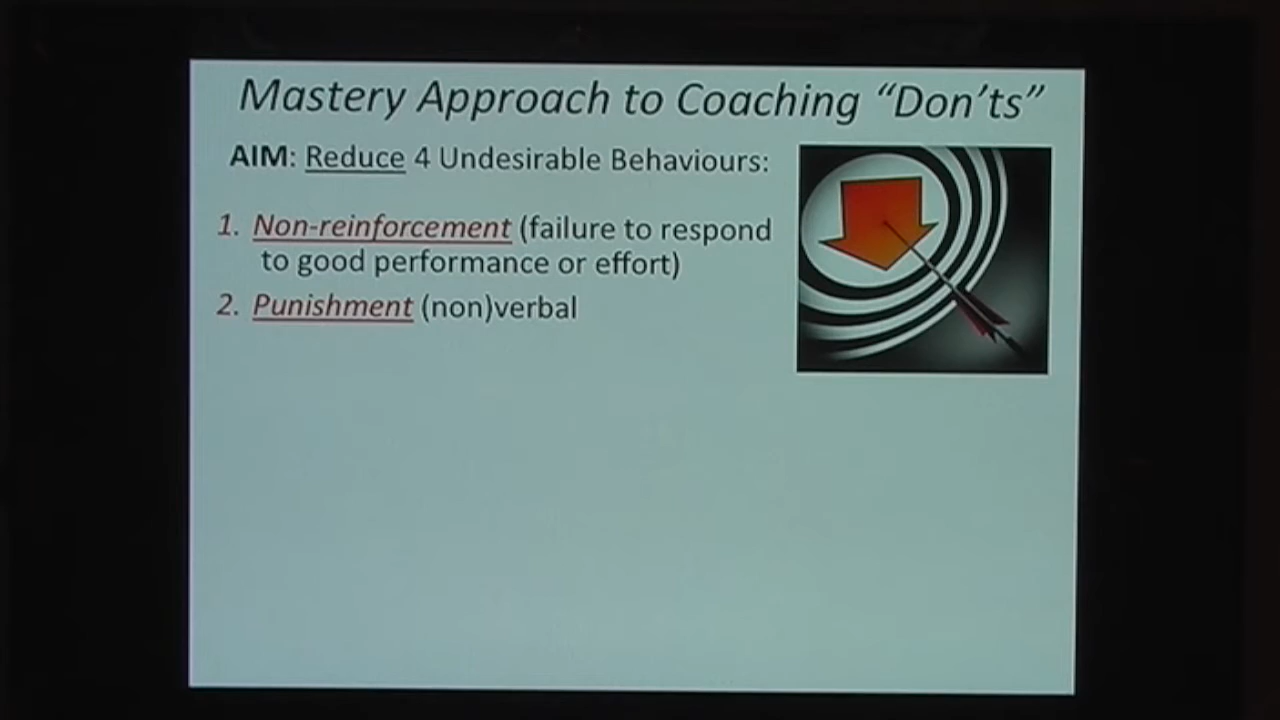 Mastery Approach to Coaching “Don’ts”
AIM: Reduce 4 Undesirable Behaviours:
1. Non-reinforcement (failure to respond
to good performance or effort)
2. Punishment (non)verbal